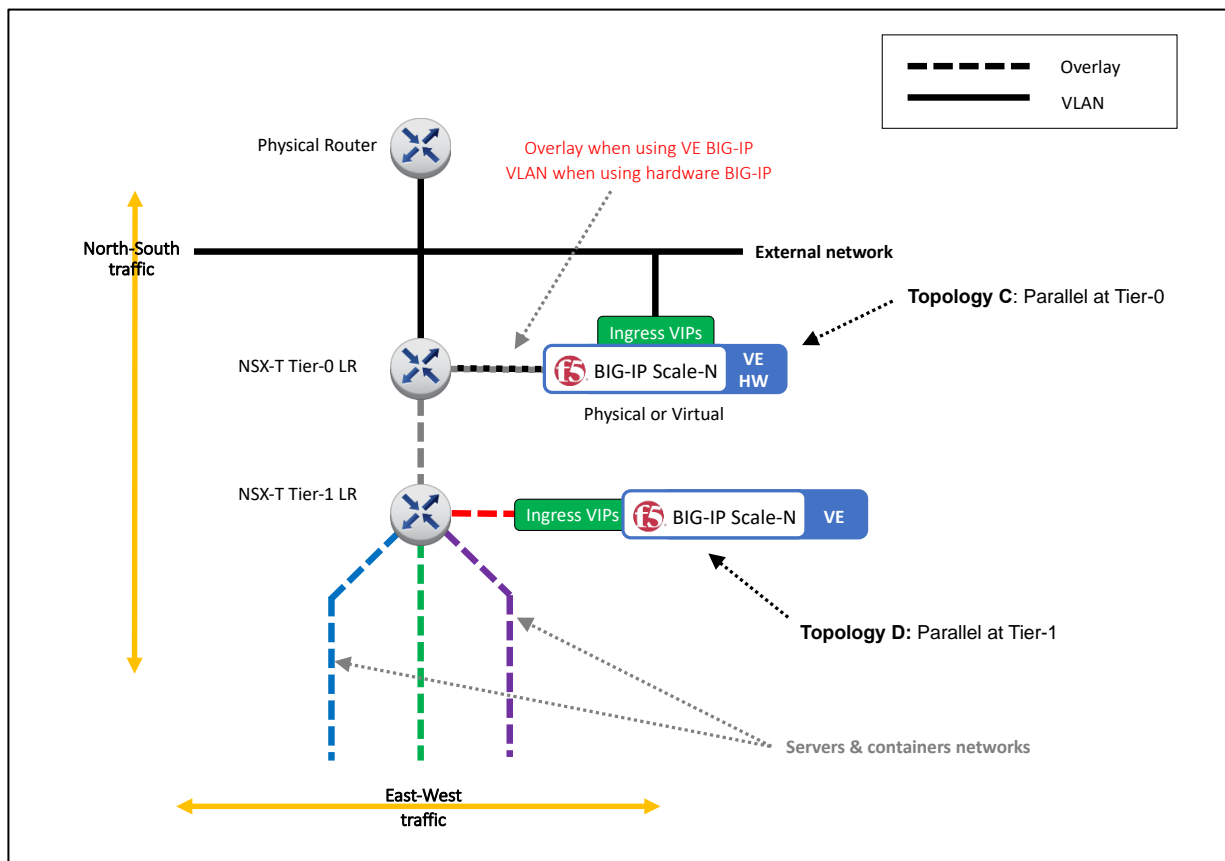 Overlay
VLAN
Physical Router
Overlay when using VE BIG-IP
VLAN when using hardware BIG-IP
North-South
traffic
External network
Topology C: Parallel at Tier-0
Ingress VIPs
NSX-T Tier-0 LR
f5
BIG-IP Scale-N
VE
HW
Physical or Virtual
NSX-T Tier-1 LR
Ingress VIPs
f5
BIG-IP Scale-N
VE
Topology D: Parallel at Tier-1
Servers & containers networks
East-West
traffic